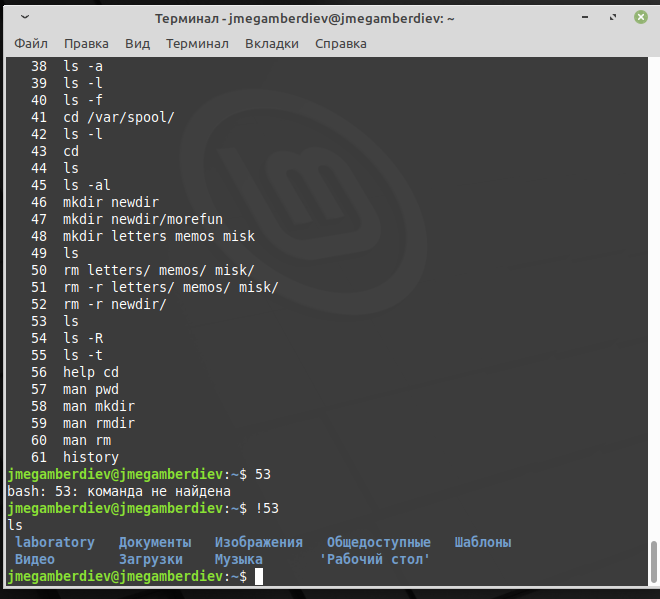 Терминал - jmegamberdiev@jmegamberdiev: ~
Файл Правка Вид Терминал Вкладки Справка
38 ls -a
39 ls -l
40 ls -f
41 cd /var/spool/
42 ls -l
43 cd
44 ls
45 ls -al
46 mkdir newdir
47 mkdir newdir/morefun
48 mkdir letters memos misk
49 ls
50 rm letters/ memos/ misk/
51 rm -r letters/ memos/ misk/
52 rm -r newdir/
53 ls
54 ls -R
55 ls -t
56 help cd
57 man pwd
58 man mkdir
59 man rmdir
60 man rm
61 history
jmegamberdiev@jmegamberdiev:~$ 53
bash: 53: команда не найдена
jmegamberdiev@jmegamberdiev:~$ !53
ls
laboratory Документы Изображения Общедоступные Шаблоны
Видео Загрузки Музыка 'Рабочий стол'
jmegamberdiev@jmegamberdiev:~$